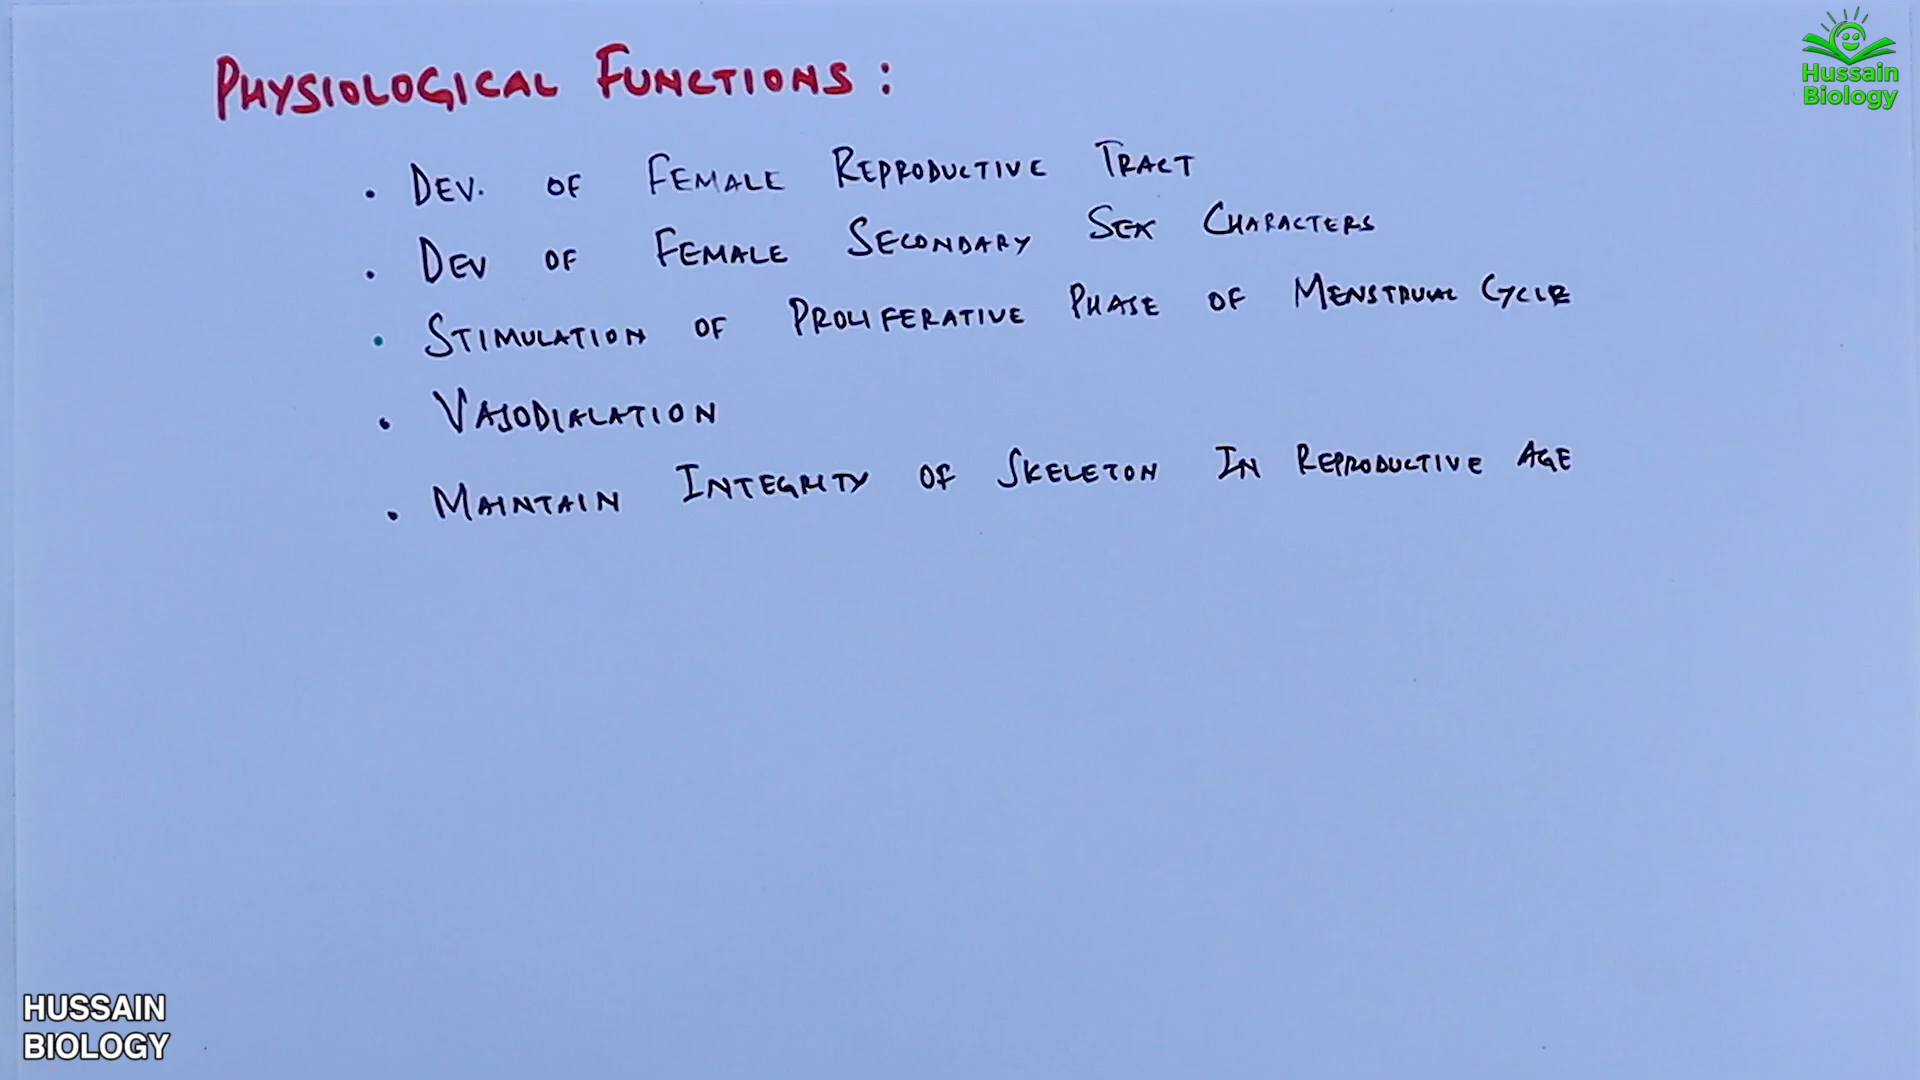 PHYSIOLOGICAL FUNCTIONS :
Hussain
Biology
• DEV. OF FEMALE REPRODUCTIVE TRACT
• DEV OF FEMALE SECONDARY SEX CHARACTERS
• STIMULATION OF PROLIFERATIVE PHASE OF MENSTRUAL CYCLE
• VASODIALATION
• MAINTAIN INTEGRITY OF SKELETON IN REPRODUCTIVE AGE
HUSSAIN
BIOLOGY